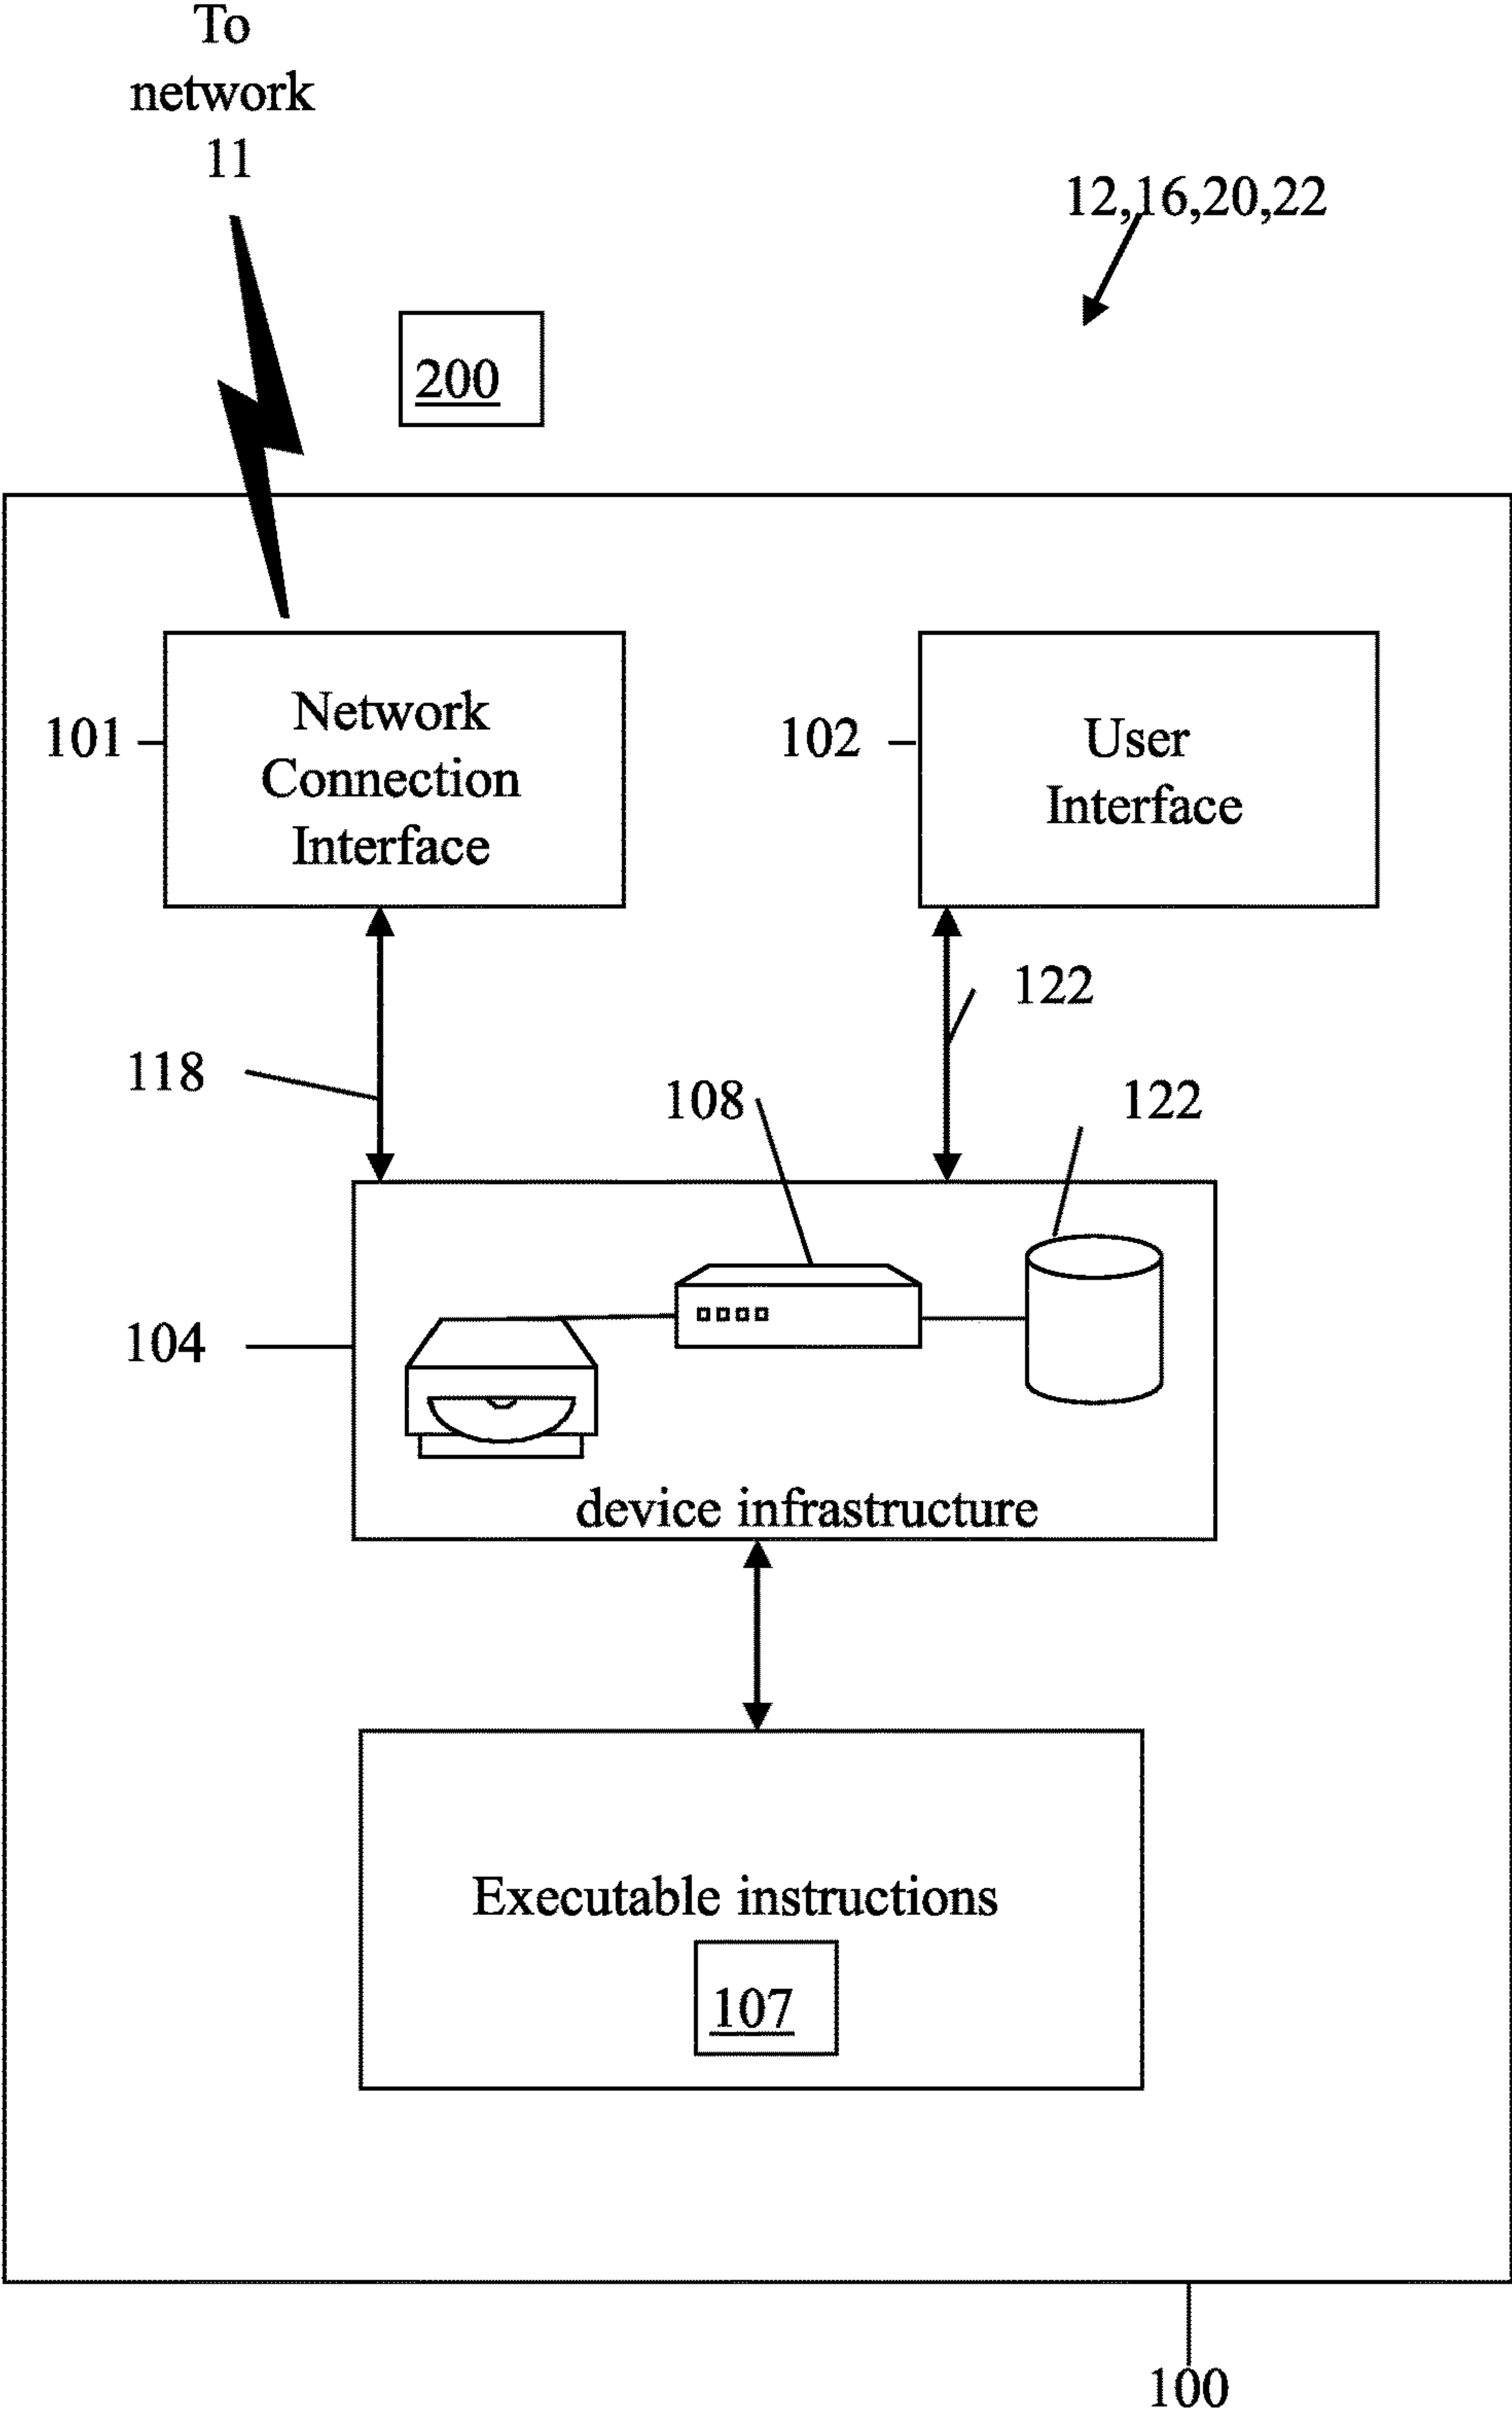 To
network
11
12,16,20,22
200
101
Network
Connection
Interface
102
User
Interface
122
118
108
122
104
device infrastructure
Executable instructions
107
100